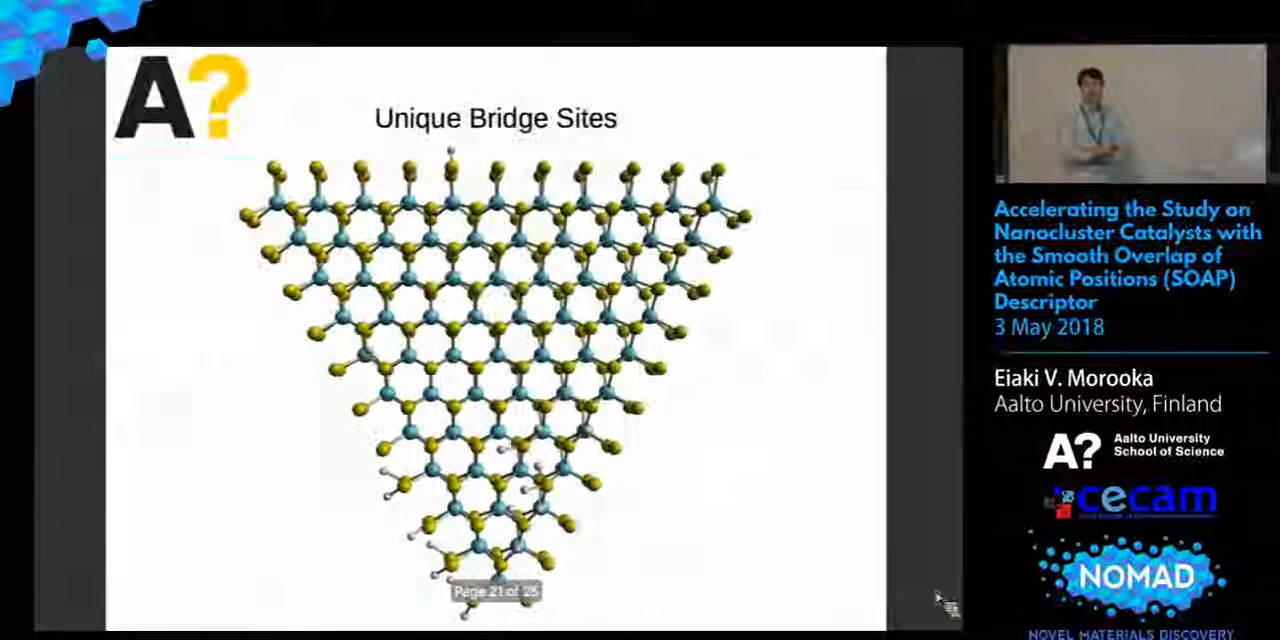 A?
Unique Bridge Sites
Page 21 of 26
Accelerating the Study on
Nanocluster Catalysts with
the Smooth Overlap of
Atomic Positions (SOAP)
Descriptor
3 May 2018
Eiaki V. Morooka
Aalto University, Finland
A? Aalto University
School of Science
cecam
NOMAD
NOVEL MATERIALS DISCOVERY